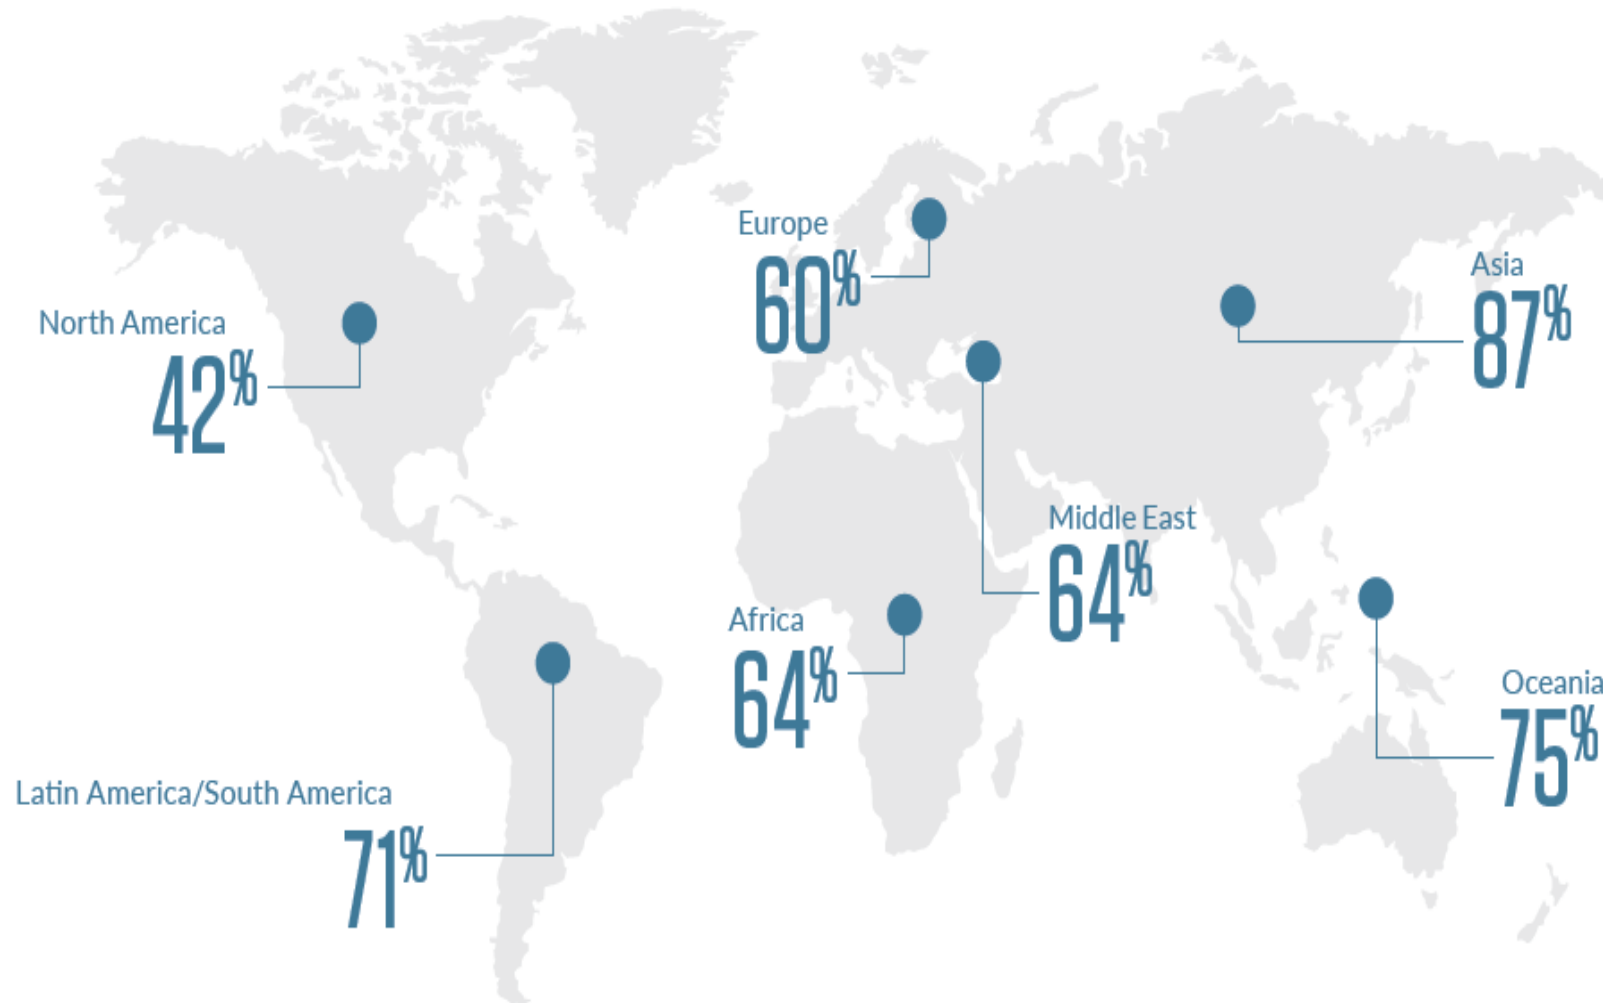 Europe
60%
Asia
87%
North America
42%
Middle East
64%
Africa
64%
Oceania
75%
Latin America/South America
71%